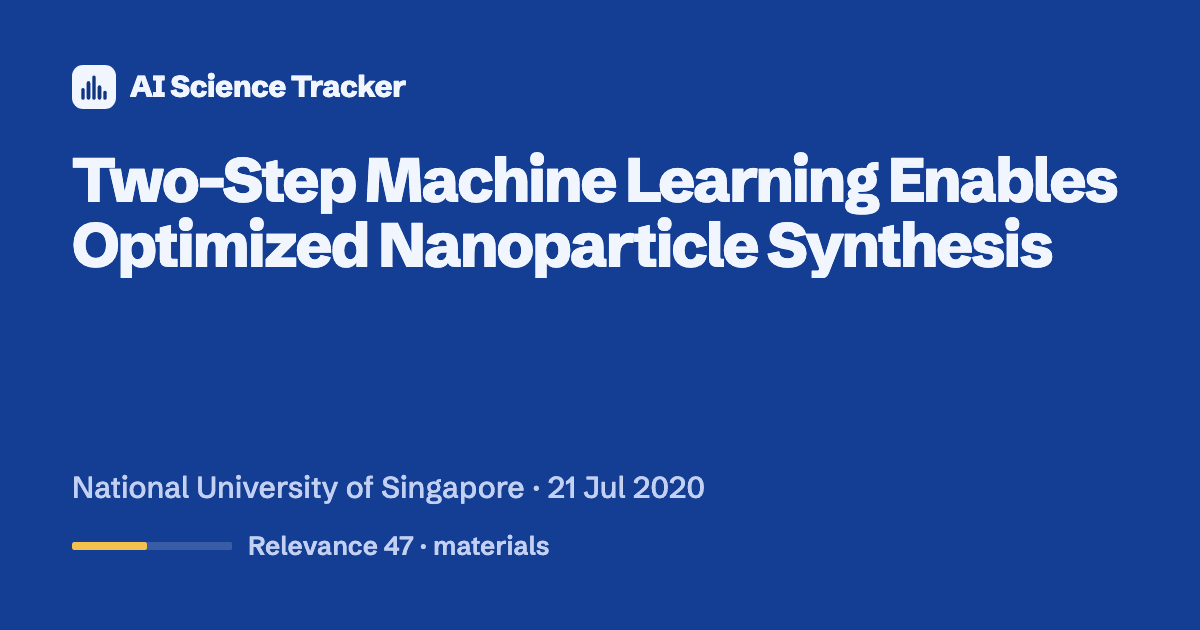 AI Science Tracker
Two-Step Machine Learning Enables
Optimized Nanoparticle Synthesis
National University of Singapore · 21 Jul 2020
Relevance 47 · materials